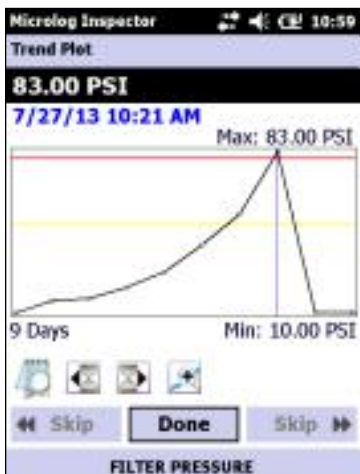 Microlog Inspector 10:59
Trend Plot
83.00 PSI
7/27/13 10:21 AM
Max: 83.00 PSI
9 Days Min: 10.00 PSI
Skip Done Skip
FILTER PRESSURE